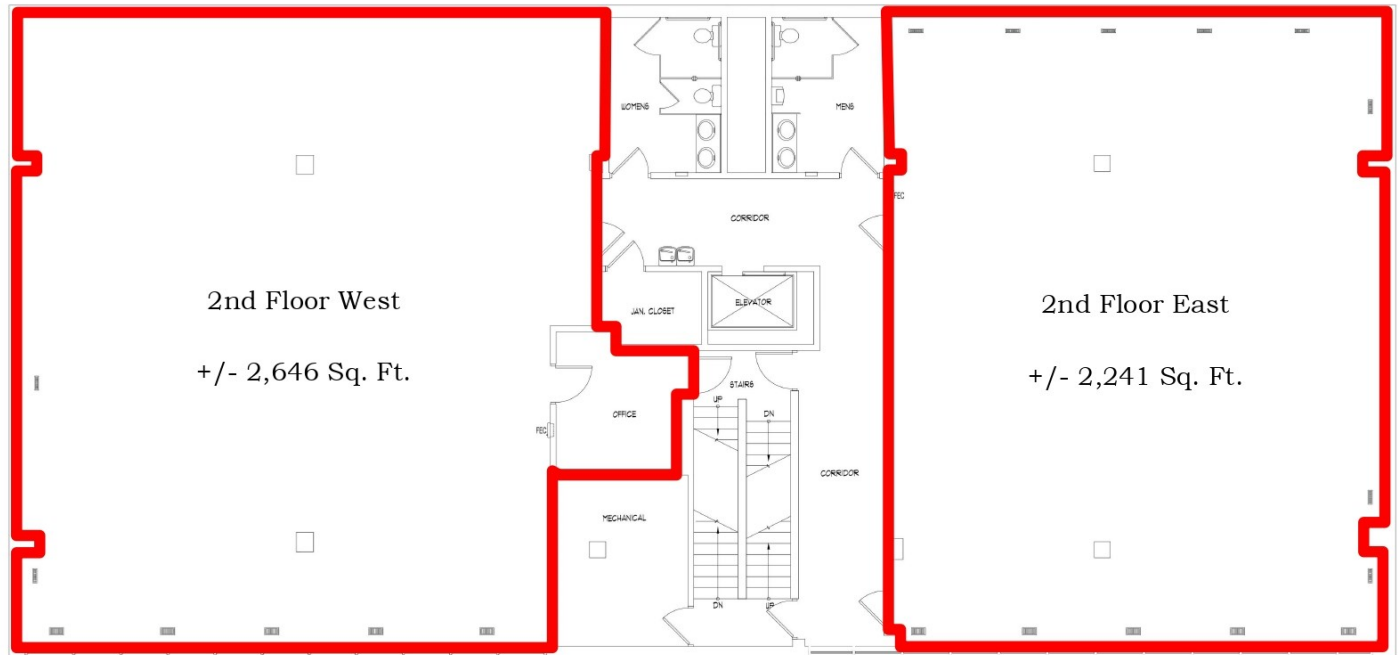 WOMENS
MENS
FEC
CORRIDOR
2nd Floor West
+/- 2,646 Sq. Ft.
JAN. CLOSET
ELEVATOR
2nd Floor East
+/- 2,241 Sq. Ft.
STAIRS
UP
DN
OFFICE
FEC
CORRIDOR
MECHANICAL
DN
UP